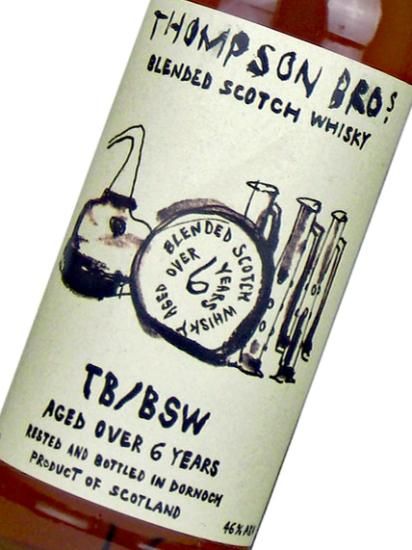 THOMPSON BROS.
BLENDED SCOTCH WHISKY
BLENDED SCOTCH WHISKY
AGED OVER
6
YEARS
TB/BSW
AGED OVER 6 YEARS
RESTED AND BOTTLED IN DORNOCH
PRODUCT OF SCOTLAND
46% ABV